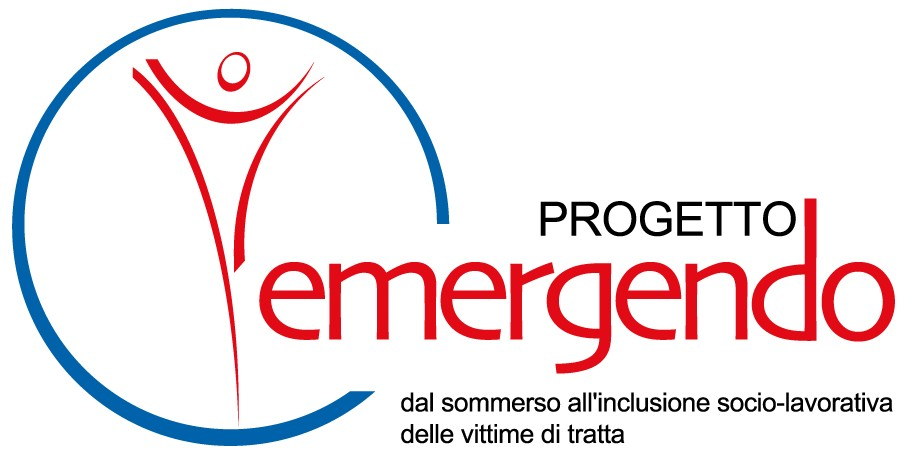 PROGETTO
emergendo
dal sommerso all'inclusione socio-lavorativa
delle vittime di tratta